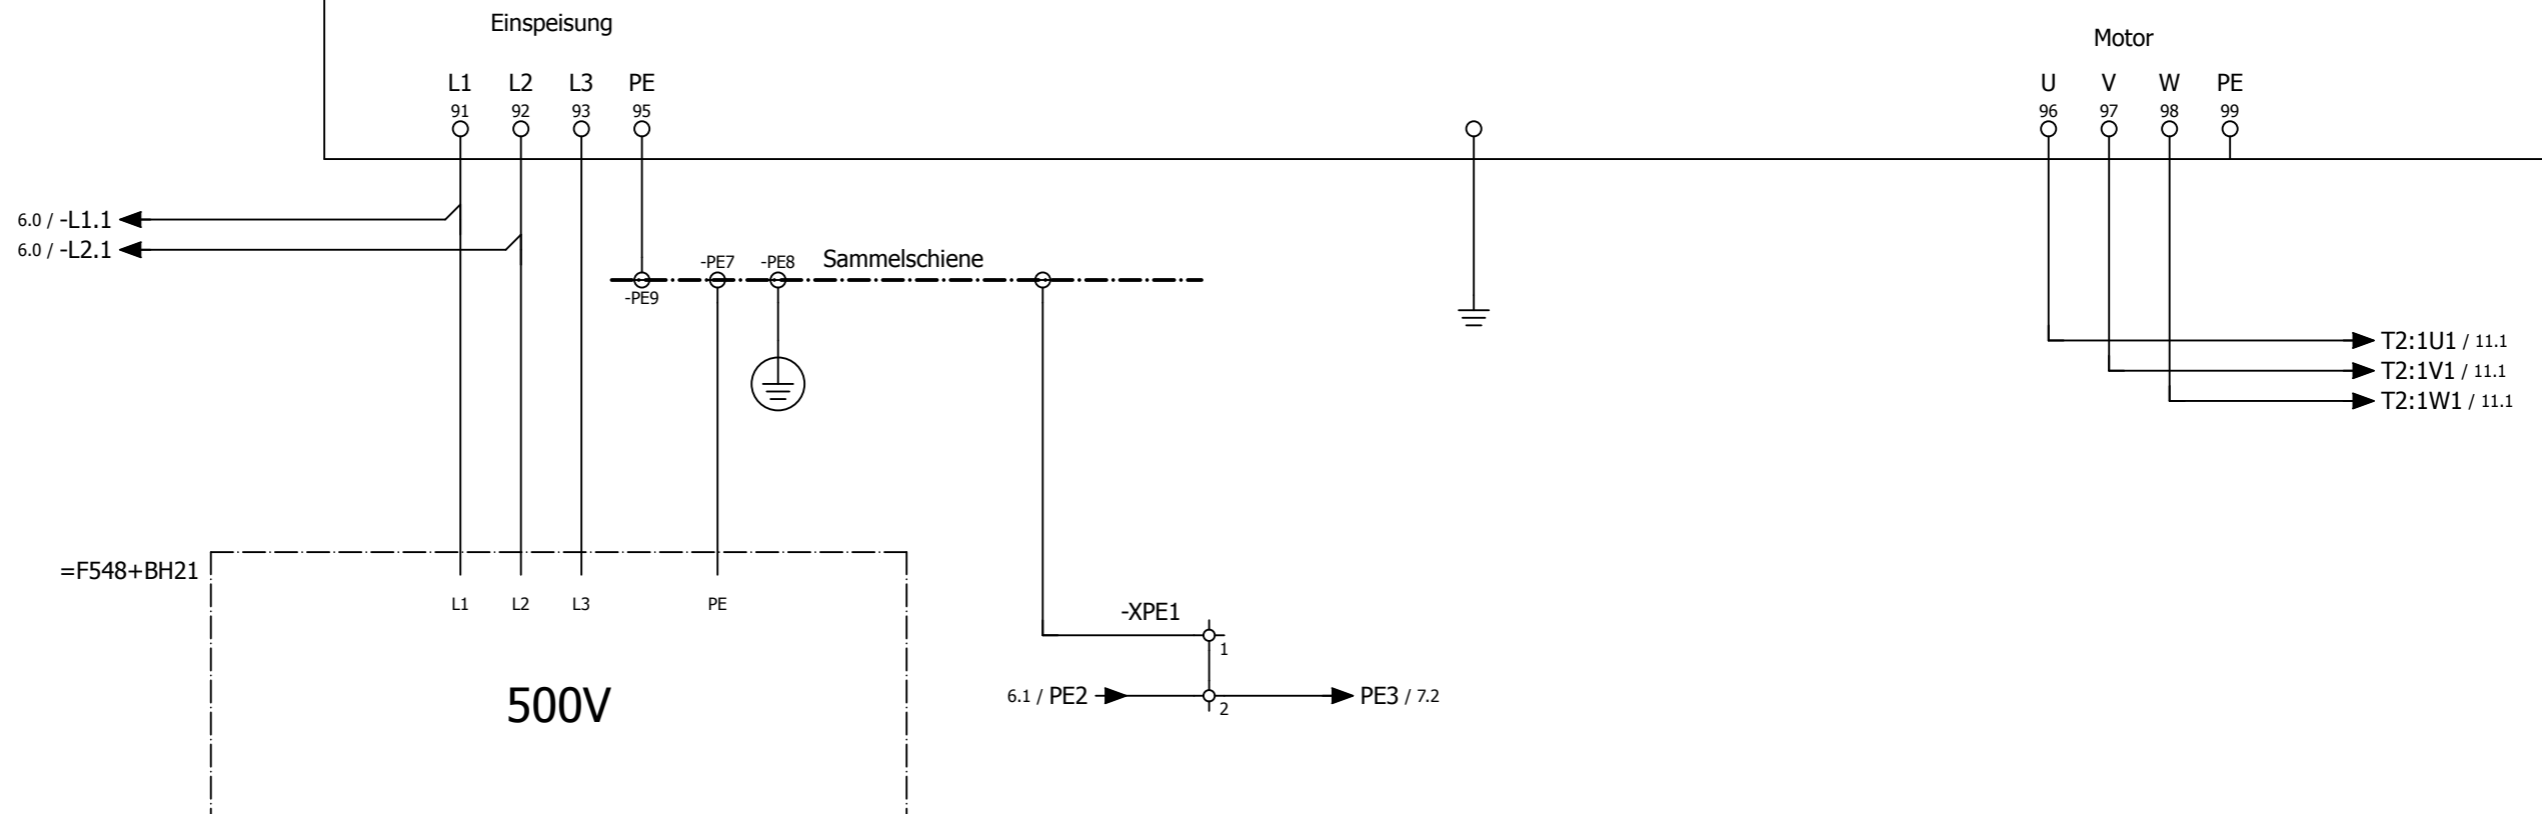 Einspeisung
Motor
L1 L2 L3 PE
U V W PE
91 92 93 95
96 97 98 99
6.0 / -L1.1
6.0 / -L2.1
-PE7 -PE8 Sammelschiene
-PE9
T2:1U1 / 11.1
T2:1V1 / 11.1
T2:1W1 / 11.1
=F548+BH21
L1 L2 L3 PE
-XPE1
1
500V
6.1 / PE2
PE3 / 7.2
2